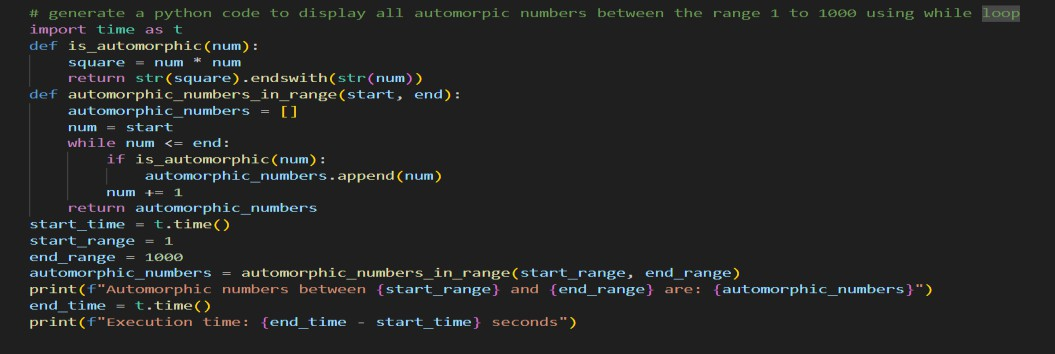 # generate a python code to display all automorpic numbers between the range 1 to 1000 using while loop
import time as t
def is_automorphic(num):
    square = num * num
    return str(square).endswith(str(num))
def automorphic_numbers_in_range(start, end):
    automorphic_numbers = []
    num = start
    while num <= end:
        if is_automorphic(num):
            automorphic_numbers.append(num)
        num += 1
    return automorphic_numbers
start_time = t.time()
start_range = 1
end_range = 1000
automorphic_numbers = automorphic_numbers_in_range(start_range, end_range)
print(f"Automorphic numbers between {start_range} and {end_range} are: {automorphic_numbers}")
end_time = t.time()
print(f"Execution time: {end_time - start_time} seconds")